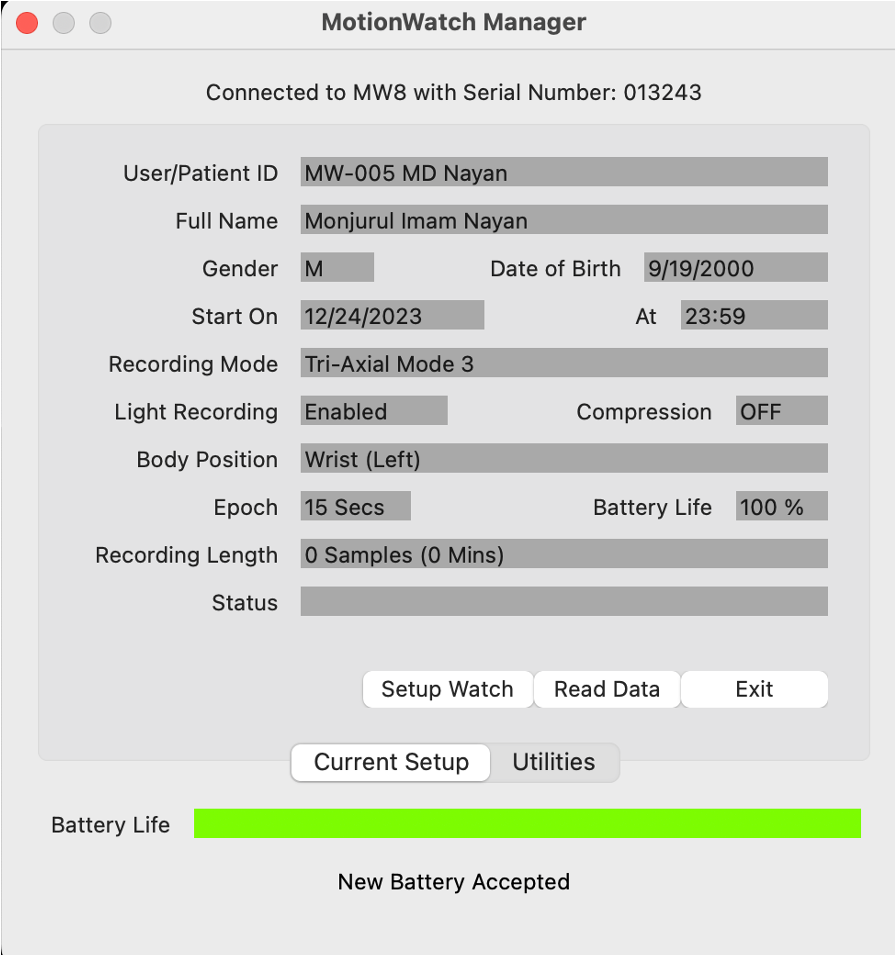 MotionWatch Manager
Connected to MW8 with Serial Number: 013243
User/Patient ID MW-005 MD Nayan
Full Name Monjurul Imam Nayan
Gender M Date of Birth 9/19/2000
Start On 12/24/2023 At 23:59
Recording Mode Tri-Axial Mode 3
Light Recording Enabled Compression OFF
Body Position Wrist (Left)
Epoch 15 Secs Battery Life 100 %
Recording Length 0 Samples (0 Mins)
Status
Setup Watch Read Data Exit
Current Setup Utilities
Battery Life
New Battery Accepted